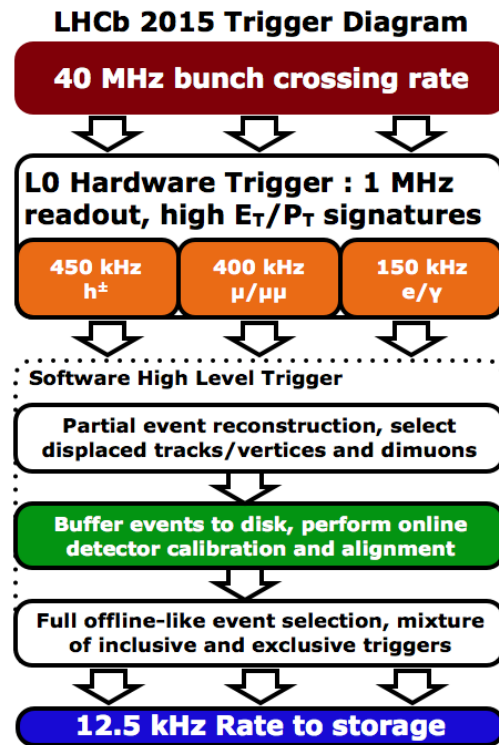 LHCb 2015 Trigger Diagram
40 MHz bunch crossing rate
L0 Hardware Trigger : 1 MHz
readout, high E_T/P_T signatures
450 kHz
h±
400 kHz
μ/μμ
150 kHz
e/γ
Software High Level Trigger
Partial event reconstruction, select
displaced tracks/vertices and dimuons
Buffer events to disk, perform online
detector calibration and alignment
Full offline-like event selection, mixture
of inclusive and exclusive triggers
12.5 kHz Rate to storage